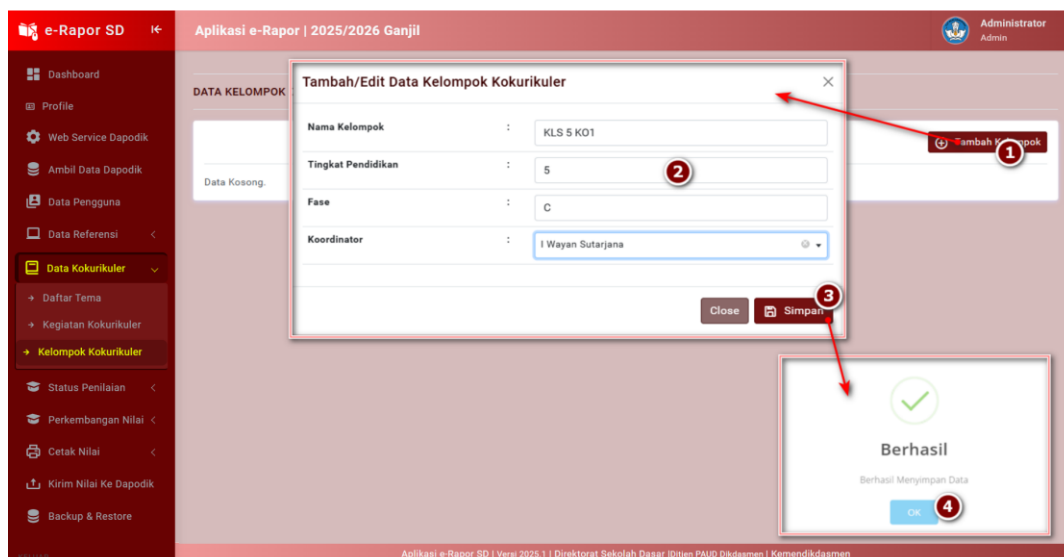 e-Rapor SD
Aplikasi e-Rapor | 2025/2026 Ganjil
Administrator
Admin
Dashboard
Profile
Web Service Dapodik
Ambil Data Dapodik
Data Pengguna
Data Referensi
Data Kokurikuler
Daftar Tema
Kegiatan Kokurikuler
Kelompok Kokurikuler
Status Penilaian
Perkembangan Nilai
Cetak Nilai
Kirim Nilai Ke Dapodik
Backup & Restore
DATA KELOMPOK
Tambah Kelompok
1
Data Kosong.
Tambah/Edit Data Kelompok Kokurikuler
Nama Kelompok : KLS 5 KO1
Tingkat Pendidikan : 5
2
Fase : C
Koordinator : I Wayan Sutarjana
Close
Simpan
3
Berhasil
Berhasil Menyimpan Data
OK
4
Aplikasi e-Rapor SD | Versi 2025.1 | Direktorat Sekolah Dasar |Ditjen PAUD Dikdasmen | Kemendikdasmen